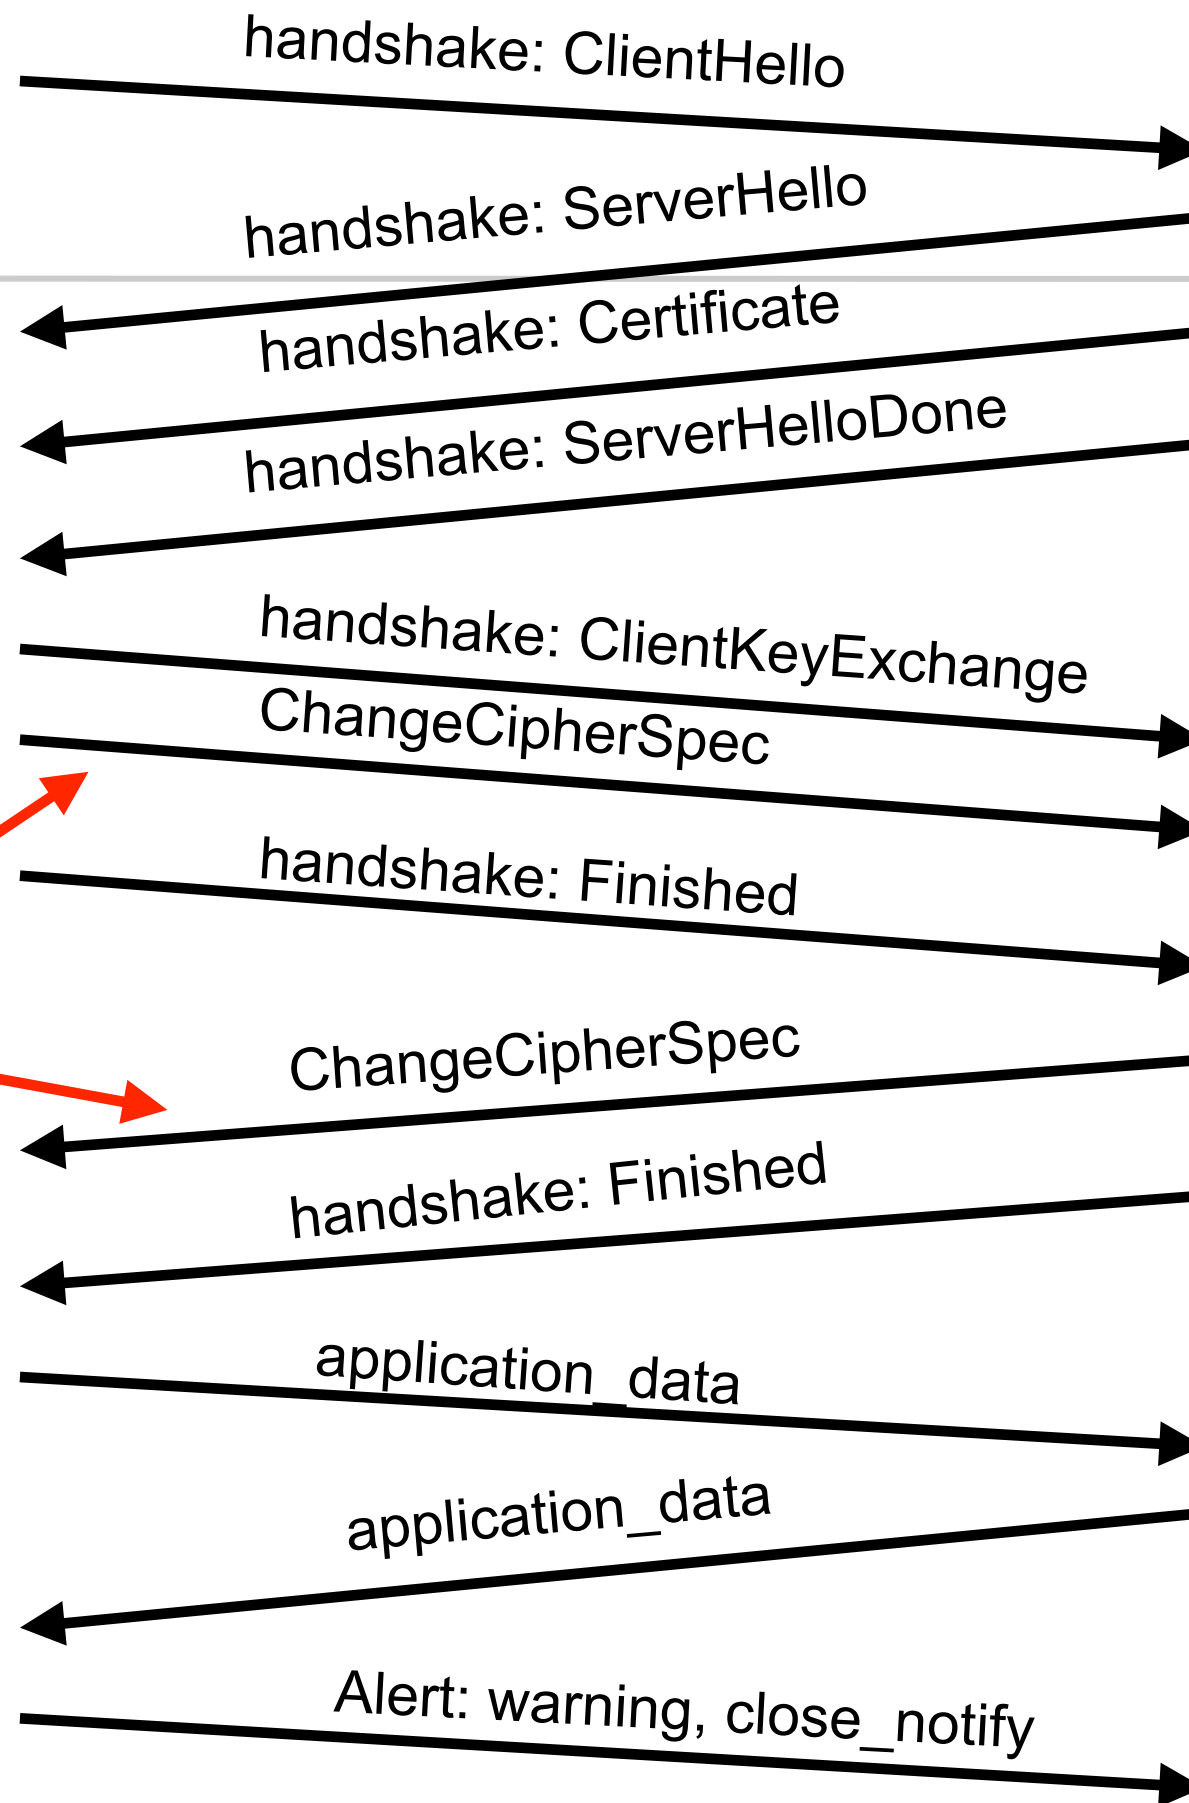 handshake: ClientHello
handshake: ServerHello
handshake: Certificate
handshake: ServerHelloDone
handshake: ClientKeyExchange
ChangeCipherSpec
handshake: Finished
ChangeCipherSpec
handshake: Finished
application_data
application_data
Alert: warning, close_notify